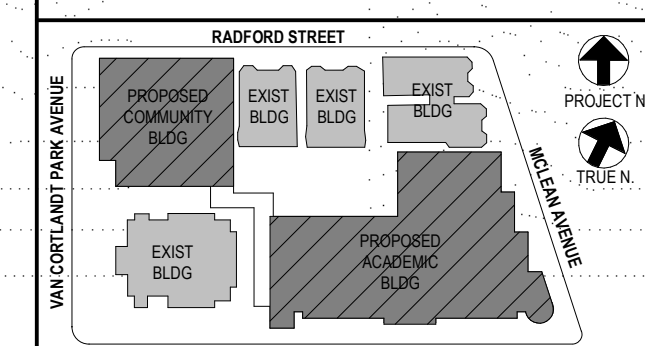 RADFORD STREET
VAN CORTLANDT PARK AVENUE
PROPOSED
COMMUNITY
BLDG
EXIST
BLDG
EXIST
BLDG
EXIST
BLDG
PROJECT N
TRUE N.
MCLEAN AVENUE
EXIST
BLDG
PROPOSED
ACADEMIC
BLDG